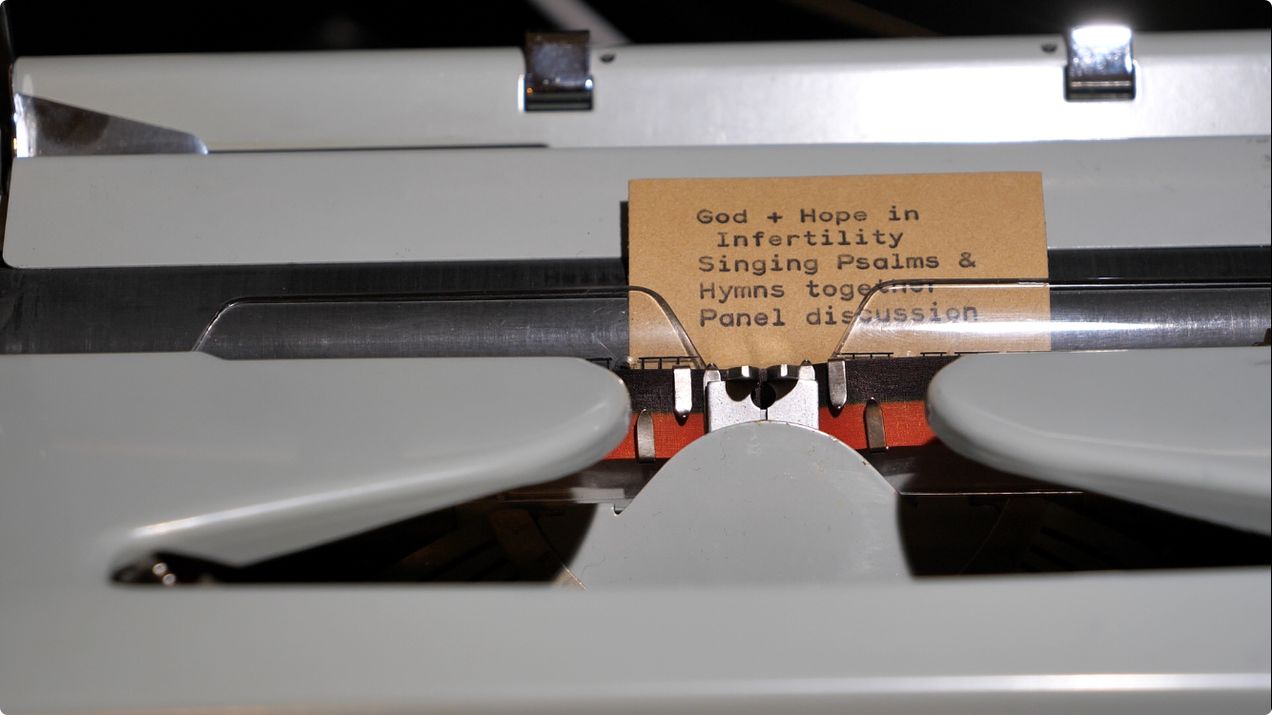 God + Hope in
Infertility
Singing Psalms &
Hymns together
Panel discussion